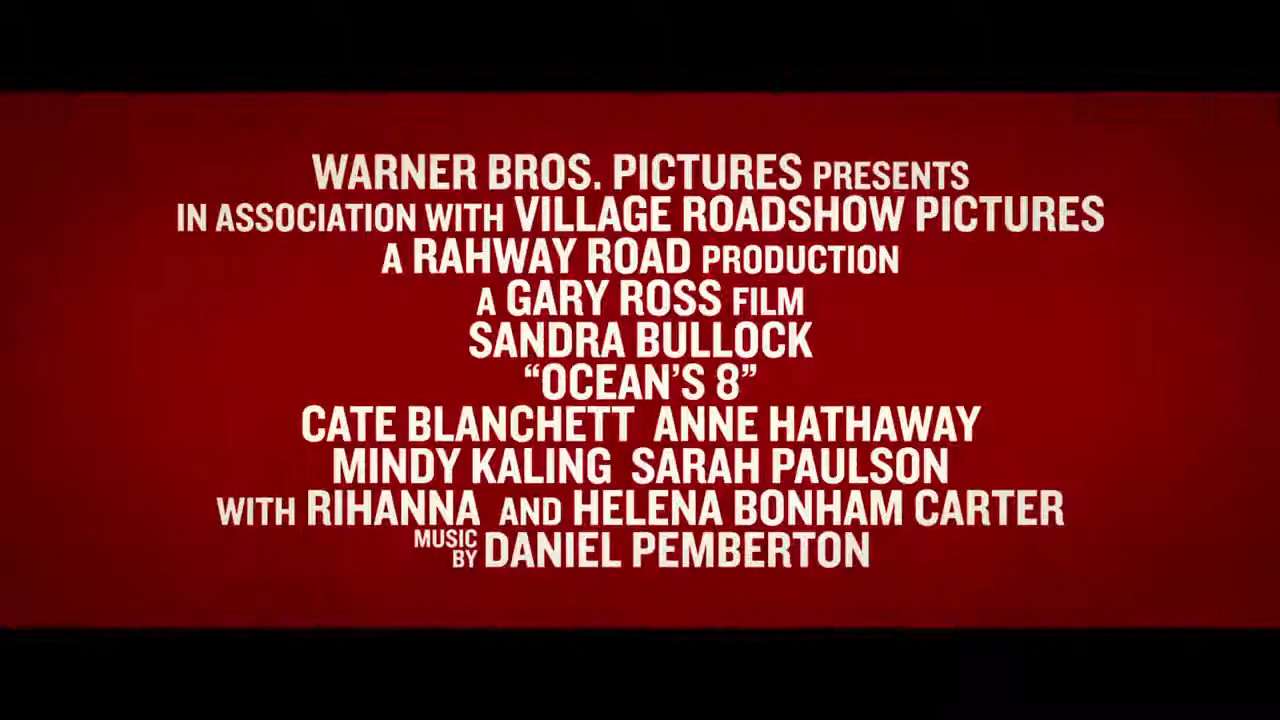 WARNER BROS. PICTURES PRESENTS
IN ASSOCIATION WITH VILLAGE ROADSHOW PICTURES
A RAHWAY ROAD PRODUCTION
A GARY ROSS FILM
SANDRA BULLOCK
“OCEAN’S 8”
CATE BLANCHETT ANNE HATHAWAY
MINDY KALING SARAH PAULSON
WITH RIHANNA AND HELENA BONHAM CARTER
MUSIC BY DANIEL PEMBERTON